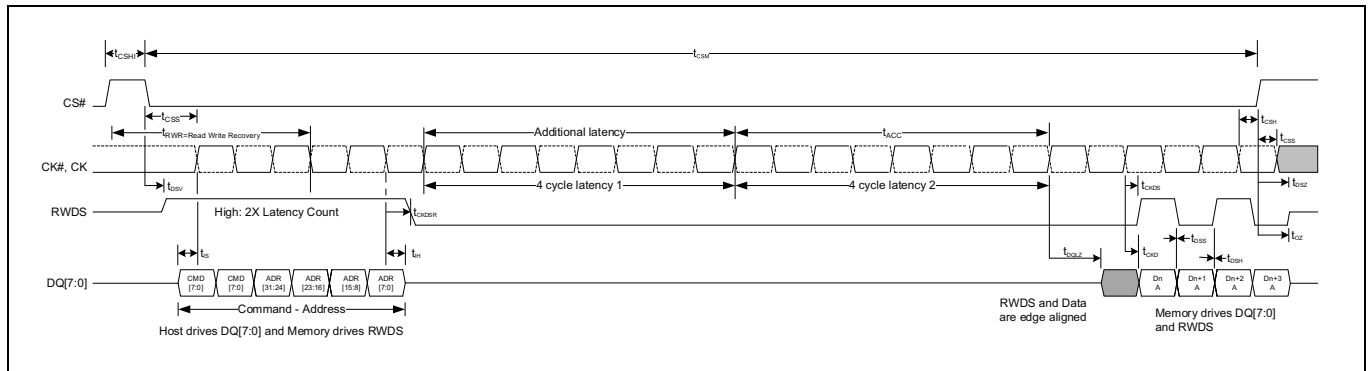 tCSHI
tCSM
CS#
tCSS
tCSH
tRWR=Read Write Recovery
Additional latency
tACC
tCSS
CK#, CK
tDSV
4 cycle latency 1
4 cycle latency 2
tCKDS
tDSZ
RWDS
High: 2X Latency Count
tCKDSR
tOZ
tIS
tIH
tDQLZ
tCKD
tDSS
tDSH
DQ[7:0]
CMD [7:0]
CMD [7:0]
ADR [31:24]
ADR [23:16]
ADR [15:8]
ADR [7:0]
Dn A
Dn+1 A
Dn+2 A
Dn+3 A
Command - Address
Host drives DQ[7:0] and Memory drives RWDS
RWDS and Data
are edge aligned
Memory drives DQ[7:0]
and RWDS